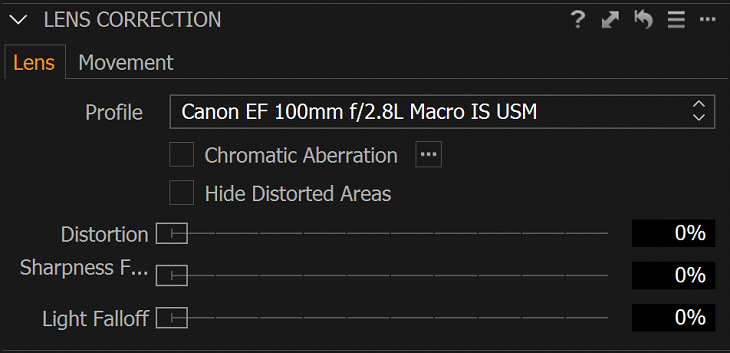 LENS CORRECTION ? ...
Lens Movement
Profile Canon EF 100mm f/2.8L Macro IS USM
Chromatic Aberration ...
Hide Distorted Areas
Distortion 0%
Sharpness F... 0%
Light Falloff 0%